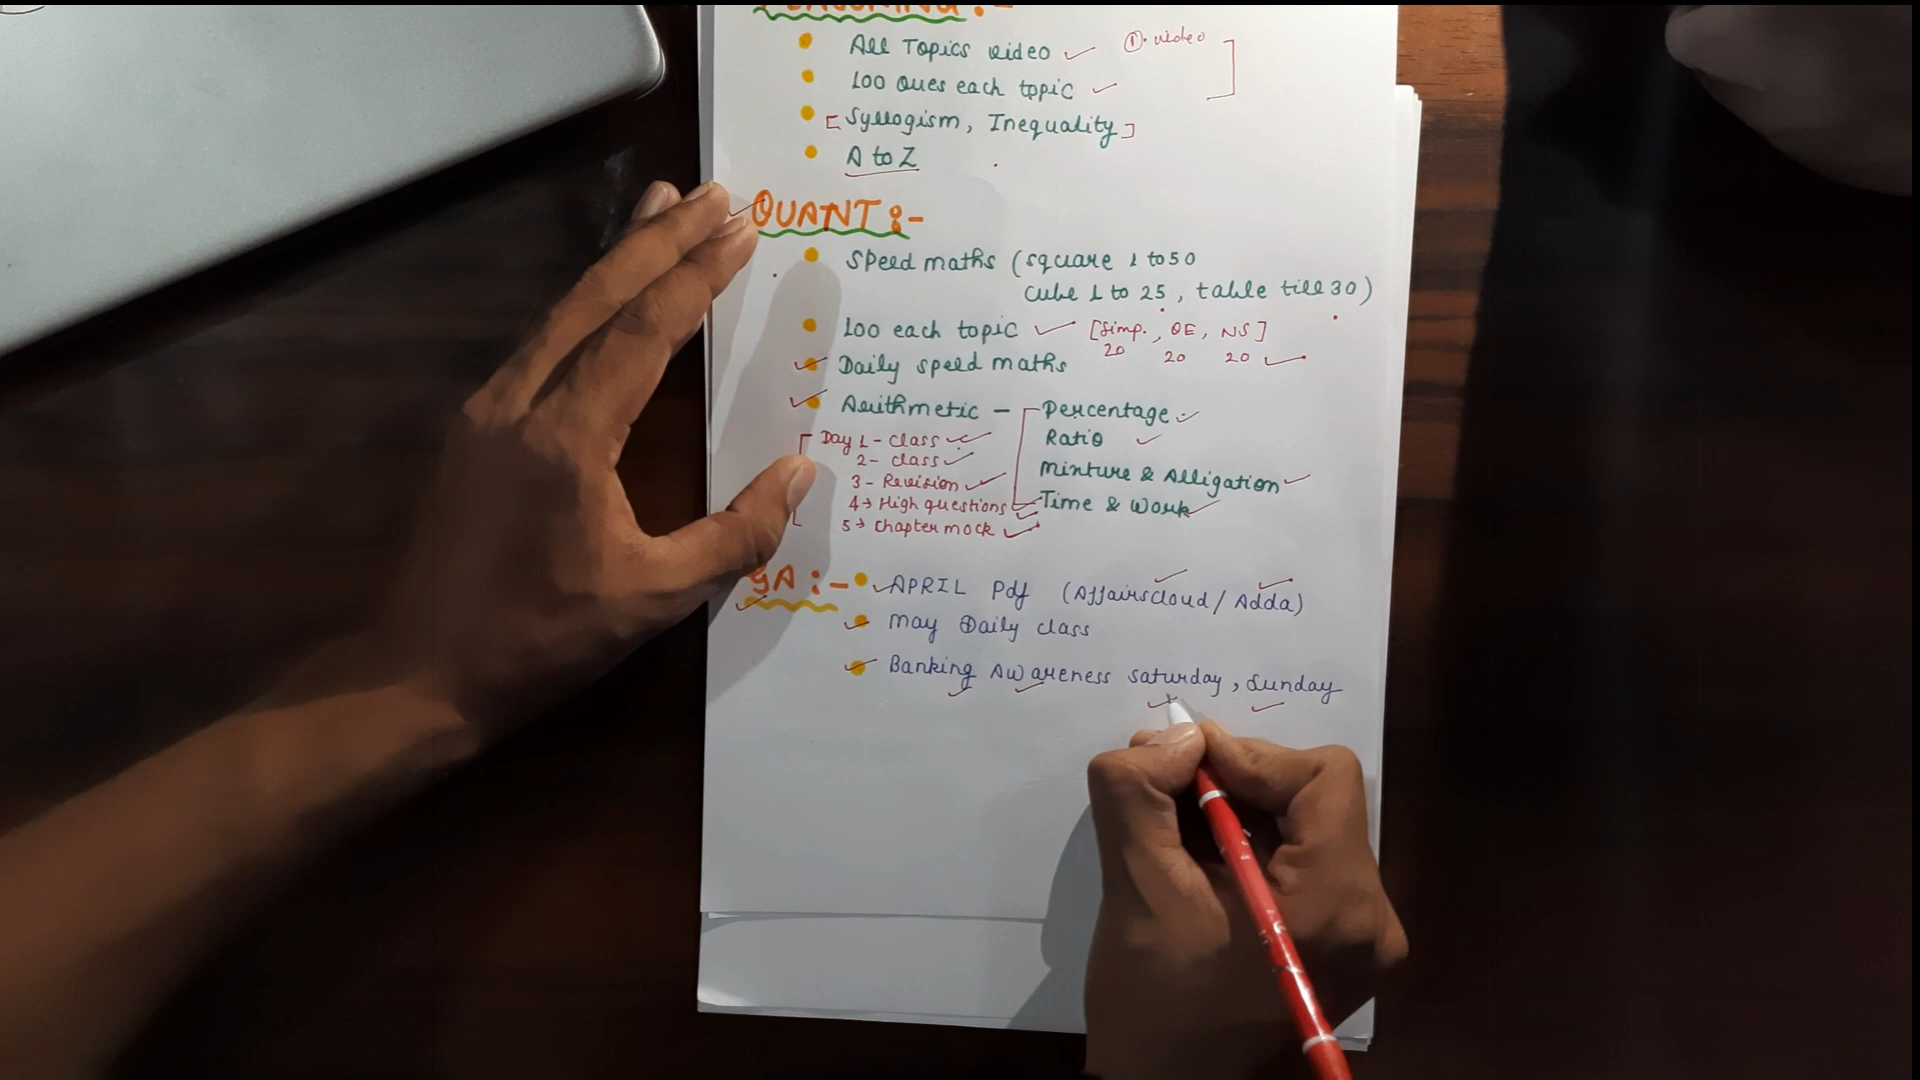 REASONING :-
All Topics video ①. video
100 Ques each topic
[Syllogism, Inequality]
A to Z
QUANT :-
Speed maths (square 1 to 50
cube 1 to 25, table till 30)
100 each topic [Simp., QE, NS]
20 20 20
Daily speed maths
Arithmetic - Percentage
Ratio
Mixture & Alligation
Time & Work
Day 1 - class
2 - class
3 - Revision
4 → High questions
5 → Chapter mock
GA :- APRIL Pdf (Affairscloud / Adda)
May Daily class
Banking Awareness Saturday, Sunday